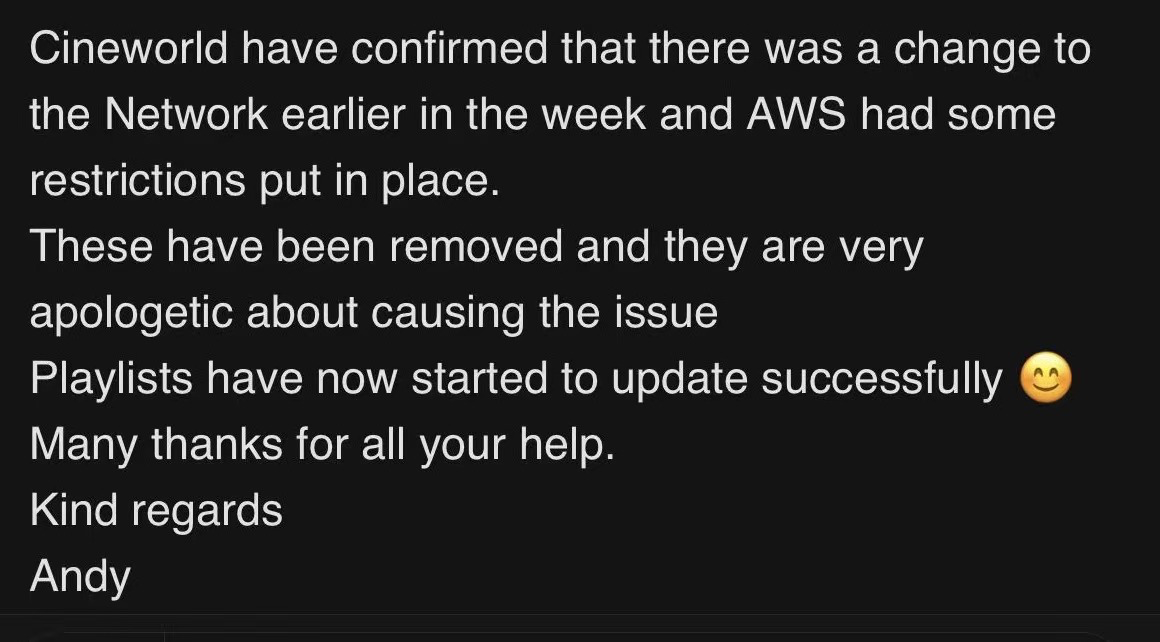 Cineworld have confirmed that there was a change to
the Network earlier in the week and AWS had some
restrictions put in place.
These have been removed and they are very
apologetic about causing the issue
Playlists have now started to update successfully 😊
Many thanks for all your help.
Kind regards
Andy